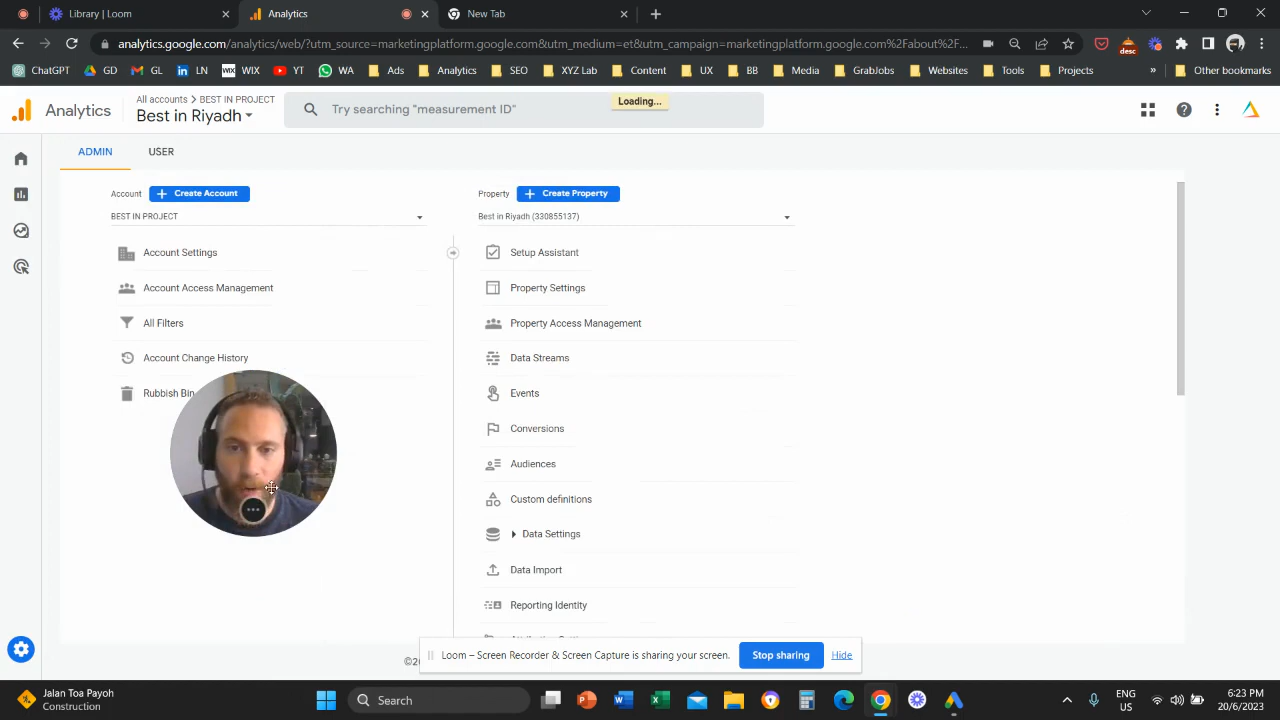 Library | Loom
Analytics
New Tab
analytics.google.com/analytics/web/?utm_source=marketingplatform.google.com&utm_medium=et&utm_campaign=marketingplatform.google.com%2Fabout%2F...
desc
ChatGPT
GD
GL
LN
WIX
WIX
YT
WA
Ads
Analytics
SEO
XYZ Lab
Content
UX
BB
Media
GrabJobs
Websites
Tools
Projects
»
Other bookmarks
Analytics
All accounts > BEST IN PROJECT
Best in Riyadh
Try searching "measurement ID"
Loading...
ADMIN
USER
Account
+ Create Account
BEST IN PROJECT
Account Settings
Account Access Management
All Filters
Account Change History
Rubbish Bin
Property
+ Create Property
Best in Riyadh (330855137)
Setup Assistant
Property Settings
Property Access Management
Data Streams
Events
Conversions
Audiences
Custom definitions
Data Settings
Data Import
Reporting Identity
Loom – Screen Recorder & Screen Capture is sharing your screen.
Stop sharing
Hide
Jalan Toa Payoh
Construction
Search
ENG
US
6:23 PM
20/6/2023